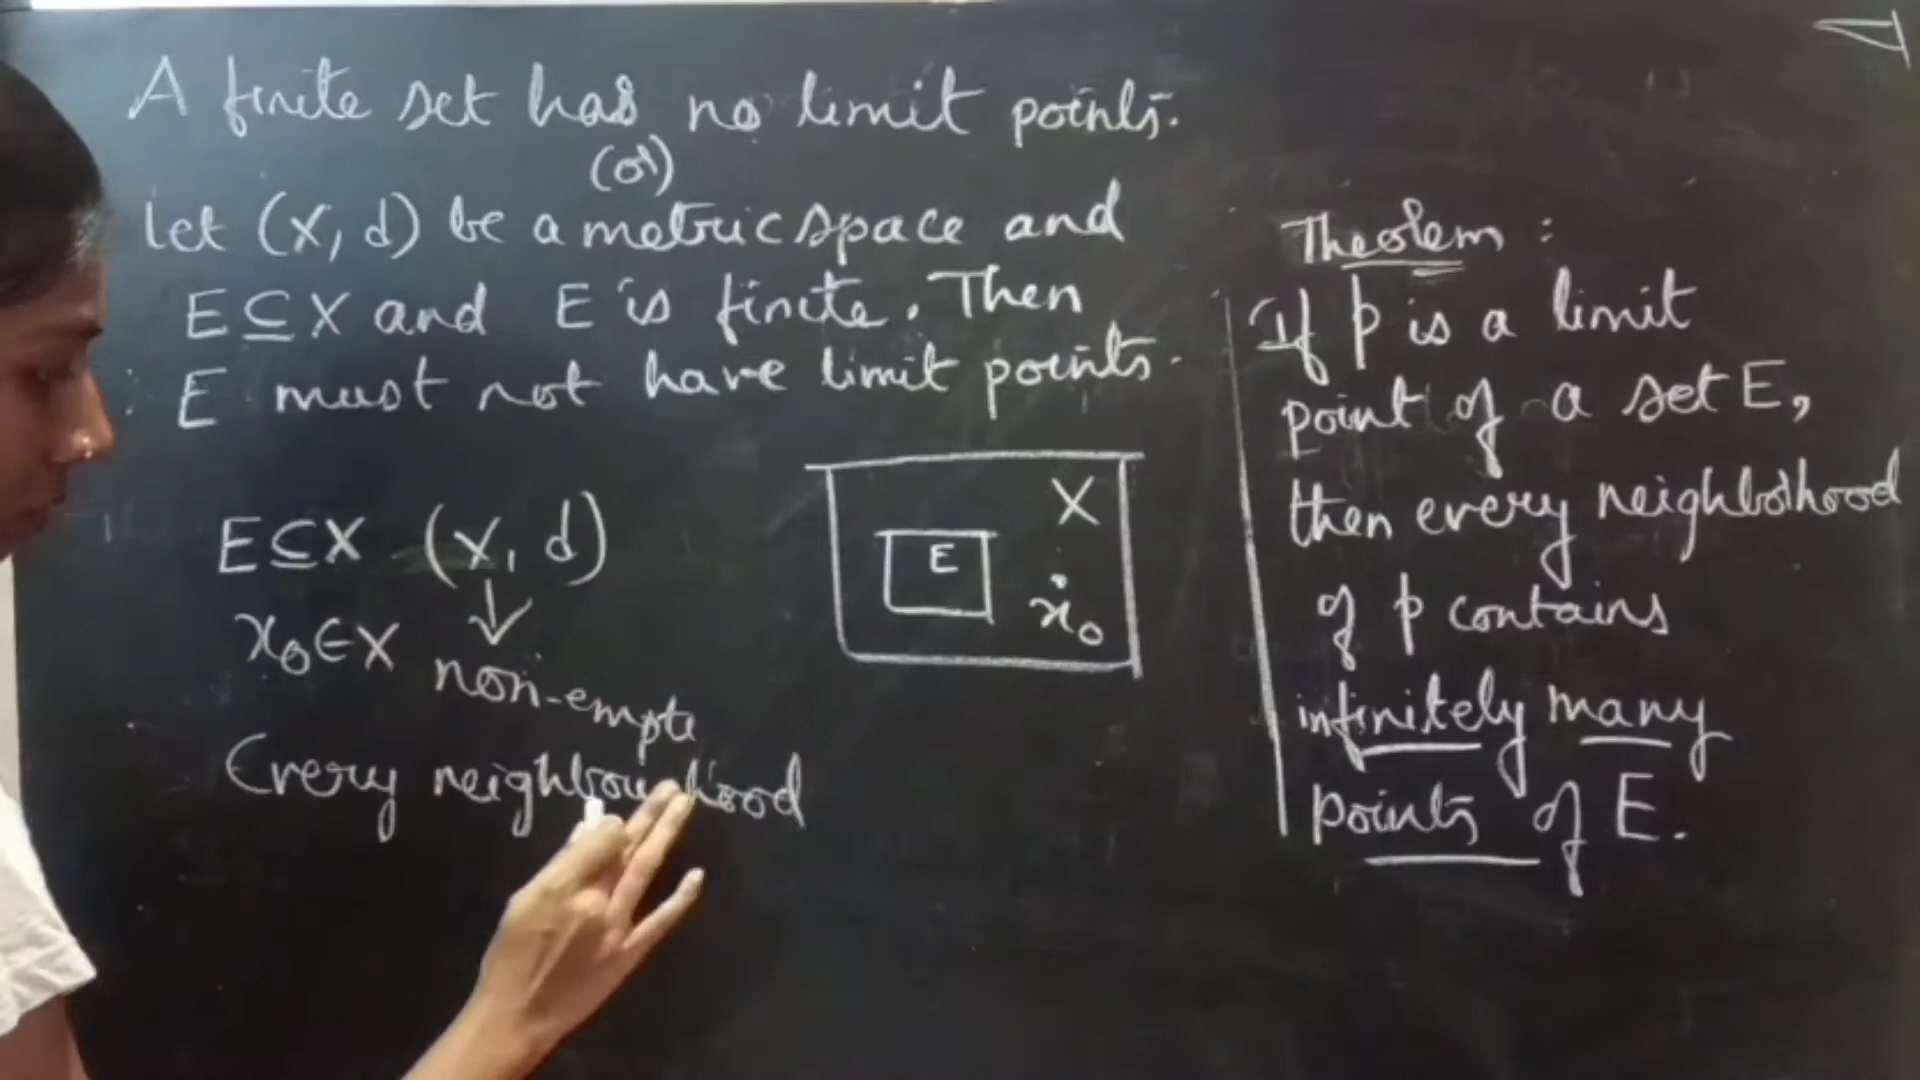 A finite set has no limit points.
(or)
Let (X, d) be a metric space and
E ⊆ X and E is finite. Then
E must not have limit points.
E⊆X (X, d)
x₀∈X
non-empte
Every neighbourhood
X
E
x₀
Theorem:
If p is a limit
point of a set E,
then every neighborhood
of p contains
infinitely many
points of E.